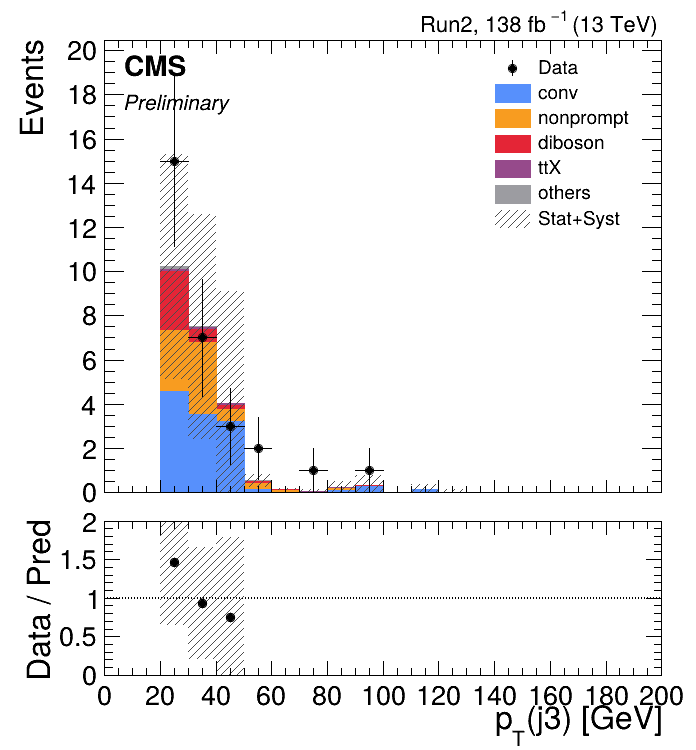 Run2, 138 fb⁻¹ (13 TeV)
CMS
Preliminary
Events
20
18
16
14
12
10
8
6
4
2
0
Data
conv
nonprompt
diboson
ttX
others
Stat+Syst
Data / Pred
2
1.5
1
0.5
0
0 20 40 60 80 100 120 140 160 180 200
p_T(j3) [GeV]